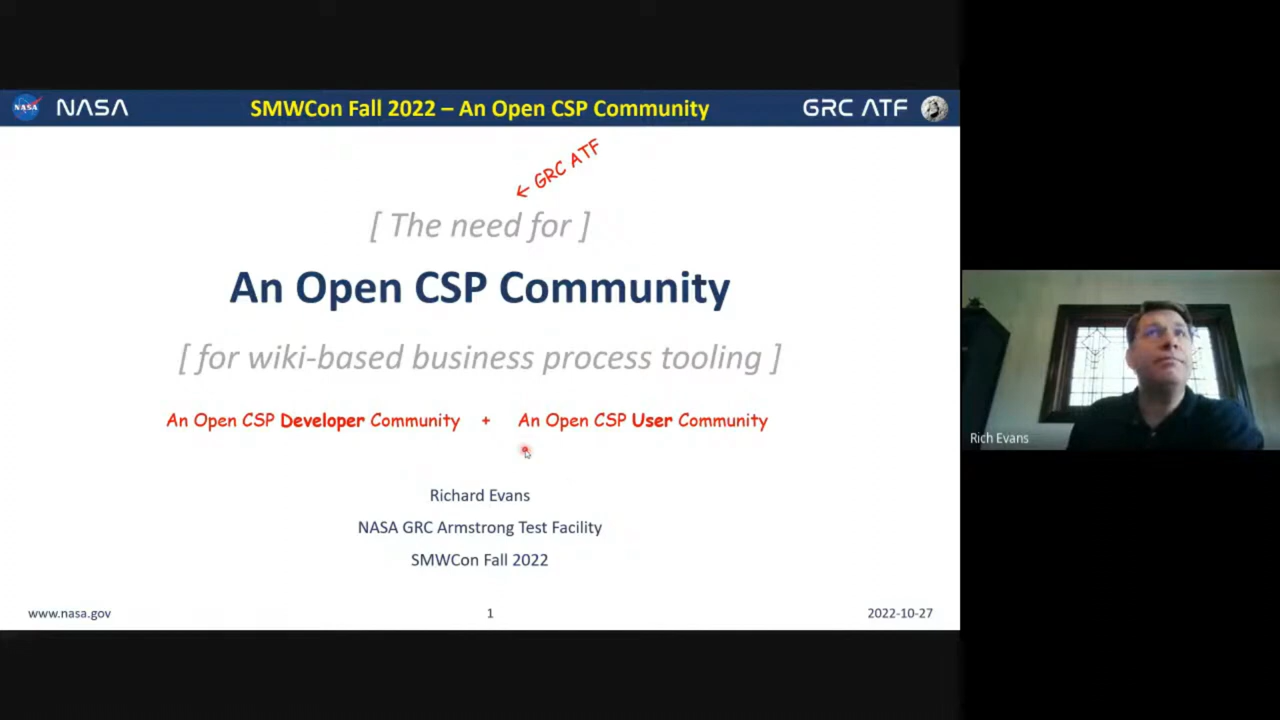 NASA NASA SMWCon Fall 2022 – An Open CSP Community GRC ATF
← GRC ATF
[ The need for ]
An Open CSP Community
[ for wiki-based business process tooling ]
An Open CSP Developer Community + An Open CSP User Community
Rich Evans
Richard Evans
NASA GRC Armstrong Test Facility
SMWCon Fall 2022
www.nasa.gov 1 2022-10-27